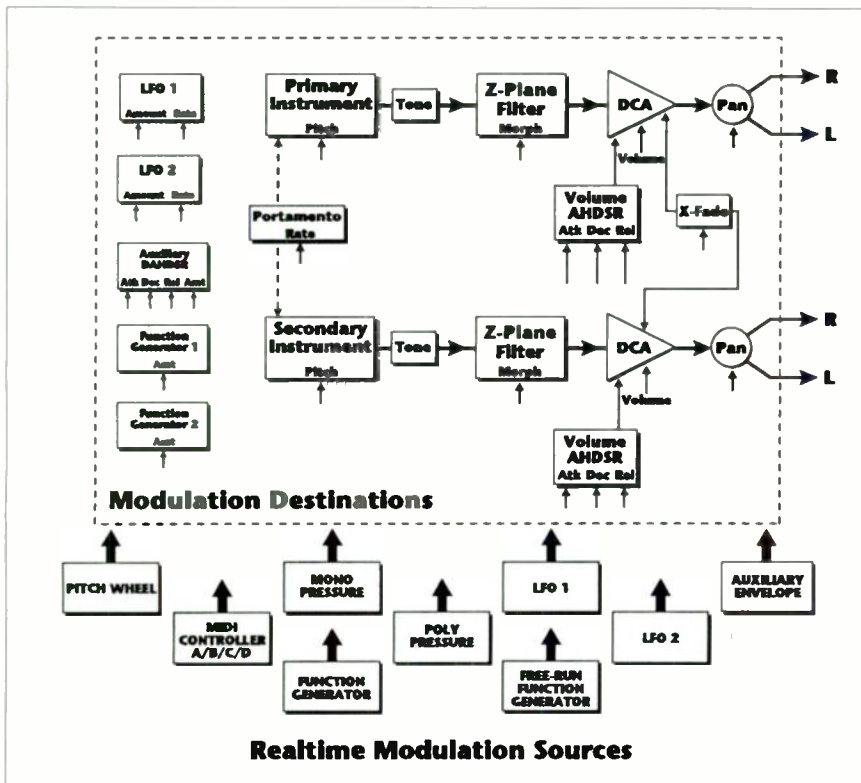 LFO 1
Amount Rate
LFO 2
Amount Rate
Auxiliary
DAHDSR
Atk Dec Rel Amt
Function
Generator 1
Amt
Function
Generator 2
Amt
Primary
Instrument
Pitch
Tone
Z-Plane
Filter
Morph
DCA
Volume
Pan
R
L
Portamento
Rate
Volume
AHDSR
Atk Dec Rel
X-Fade
Secondary
Instrument
Pitch
Tone
Z-Plane
Filter
Morph
DCA
Volume
Pan
R
L
Volume
AHDSR
Atk Dec Rel
Modulation Destinations
PITCH WHEEL
MONO
PRESSURE
LFO 1
AUXILIARY
ENVELOPE
MIDI
CONTROLLER
A/B/C/D
POLY
PRESSURE
LFO 2
FUNCTION
GENERATOR
FREE-RUN
FUNCTION
GENERATOR
Realtime Modulation Sources